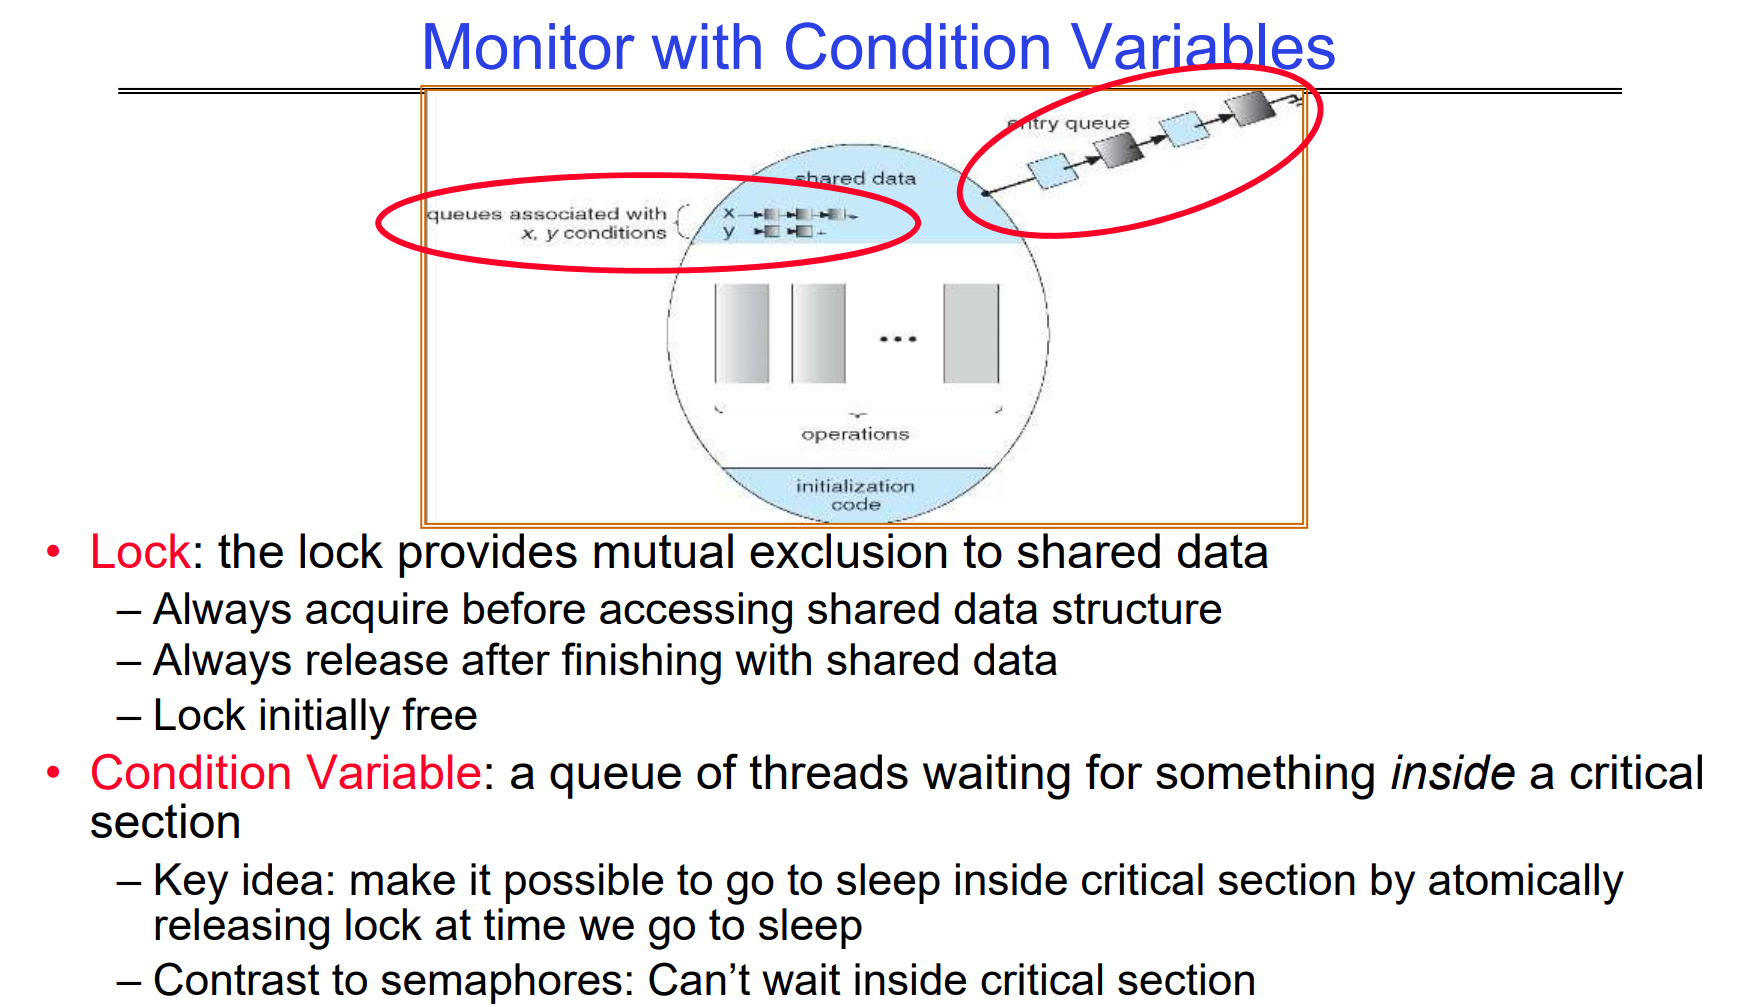 Monitor with Condition Variables
entry queue
shared data
queues associated with
x, y conditions
x
y
...
operations
initialization
code
• Lock: the lock provides mutual exclusion to shared data
– Always acquire before accessing shared data structure
– Always release after finishing with shared data
– Lock initially free
• Condition Variable: a queue of threads waiting for something inside a critical
section
– Key idea: make it possible to go to sleep inside critical section by atomically
releasing lock at time we go to sleep
– Contrast to semaphores: Can’t wait inside critical section